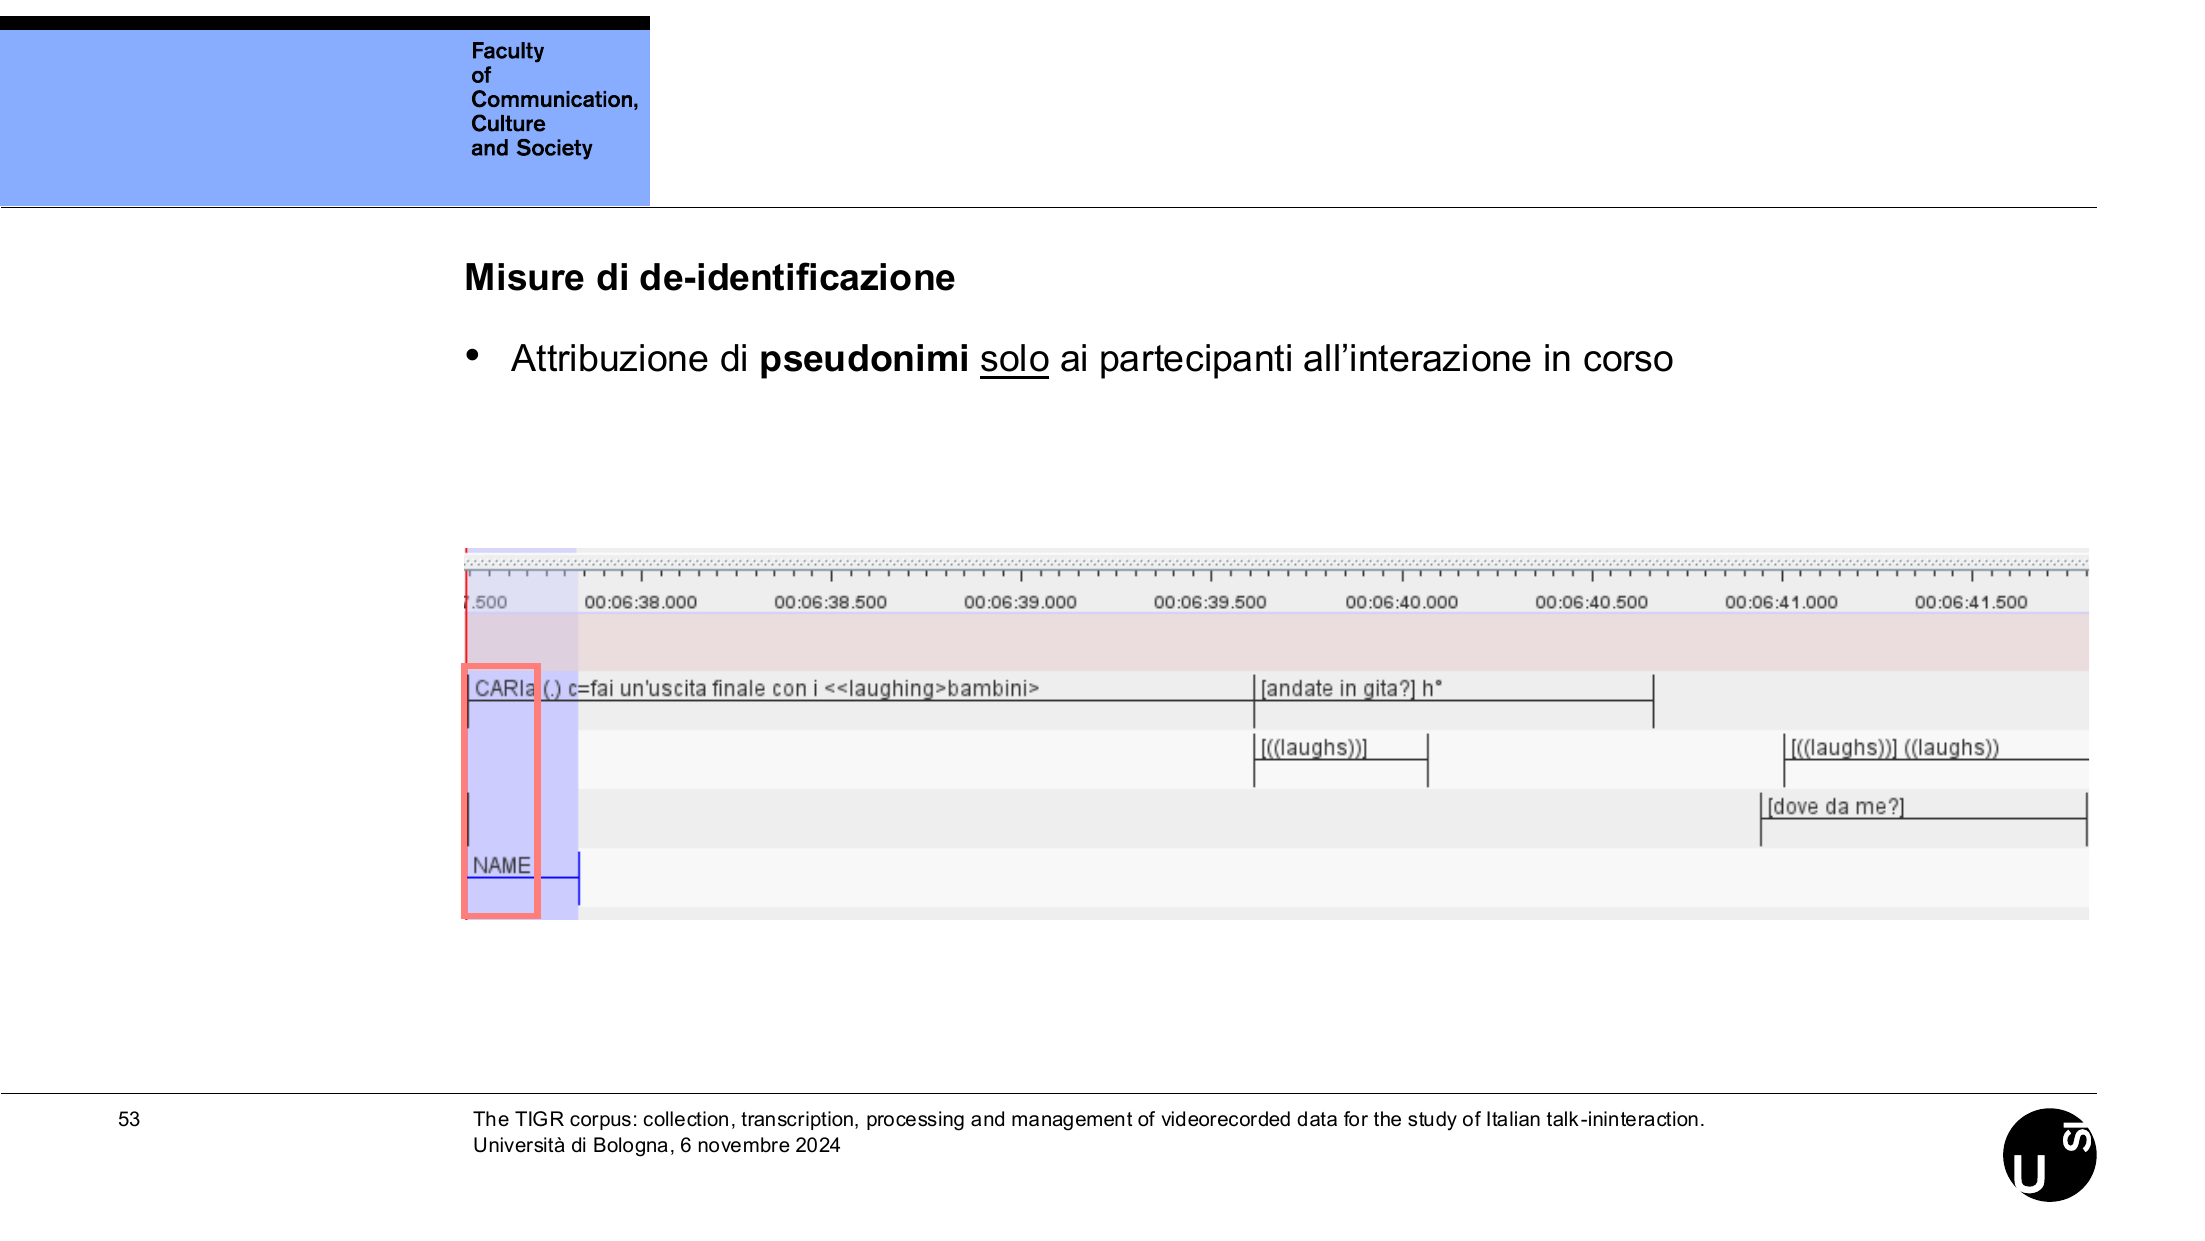 Faculty
of
Communication,
Culture
and Society
Misure di de-identificazione
• Attribuzione di pseudonimi solo ai partecipanti all’interazione in corso
7.500 00:06:38.000 00:06:38.500 00:06:39.000 00:06:39.500 00:06:40.000 00:06:40.500 00:06:41.000 00:06:41.500
CARIa (.) c=fai un'uscita finale con i <<laughing>bambini> [andate in gita?] h°
[((laughs))] [((laughs))] ((laughs))
[dove da me?]
NAME
53
The TIGR corpus: collection, transcription, processing and management of videorecorded data for the study of Italian talk-ininteraction.
Università di Bologna, 6 novembre 2024
U SI